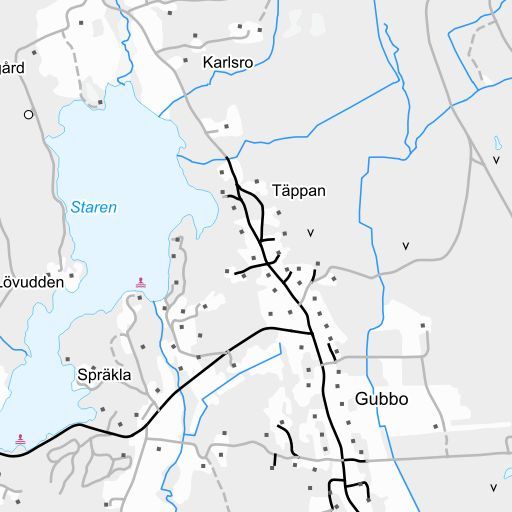 Karlsro
gård
Täppan
Staren
Lövudden
Spräkla
Gubbo